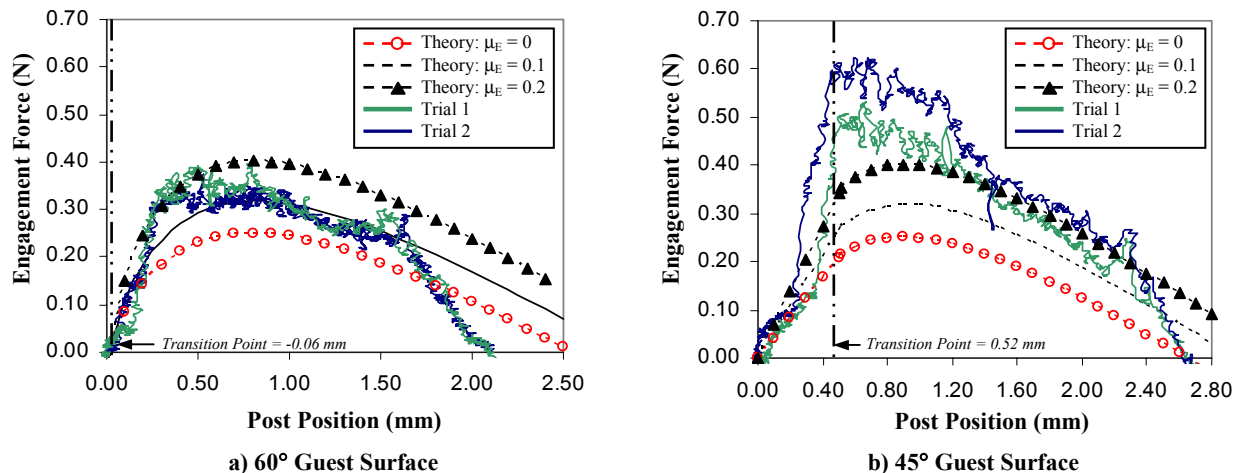 0.70
0.60
0.50
0.40
0.30
0.20
0.10
0.00
Engagement Force (N)
Theory: μE = 0
Theory: μE = 0.1
Theory: μE = 0.2
Trial 1
Trial 2
Transition Point = -0.06 mm
0.00 0.50 1.00 1.50 2.00 2.50
Post Position (mm)
a) 60° Guest Surface
0.70
0.60
0.50
0.40
0.30
0.20
0.10
0.00
Engagement Force (N)
Theory: μE = 0
Theory: μE = 0.1
Theory: μE = 0.2
Trial 1
Trial 2
Transition Point = 0.52 mm
0.00 0.40 0.80 1.20 1.60 2.00 2.40 2.80
Post Position (mm)
b) 45° Guest Surface